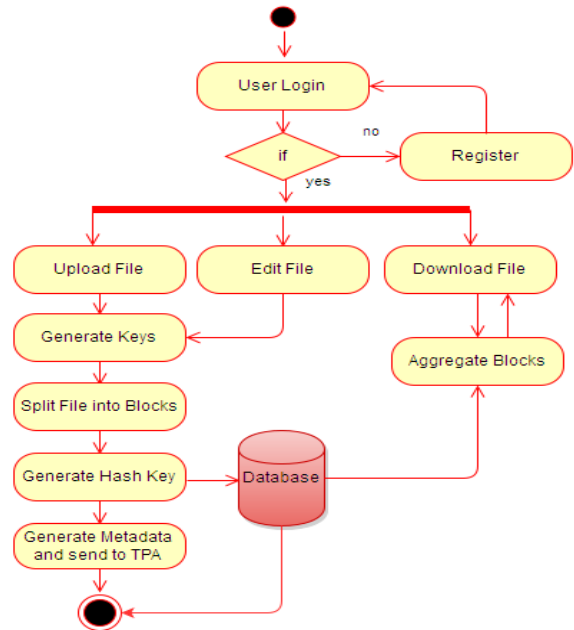 User Login
no
if
Register
yes
Upload File
Edit File
Download File
Generate Keys
Aggregate Blocks
Split File into Blocks
Generate Hash Key
Database
Generate Metadata
and send to TPA